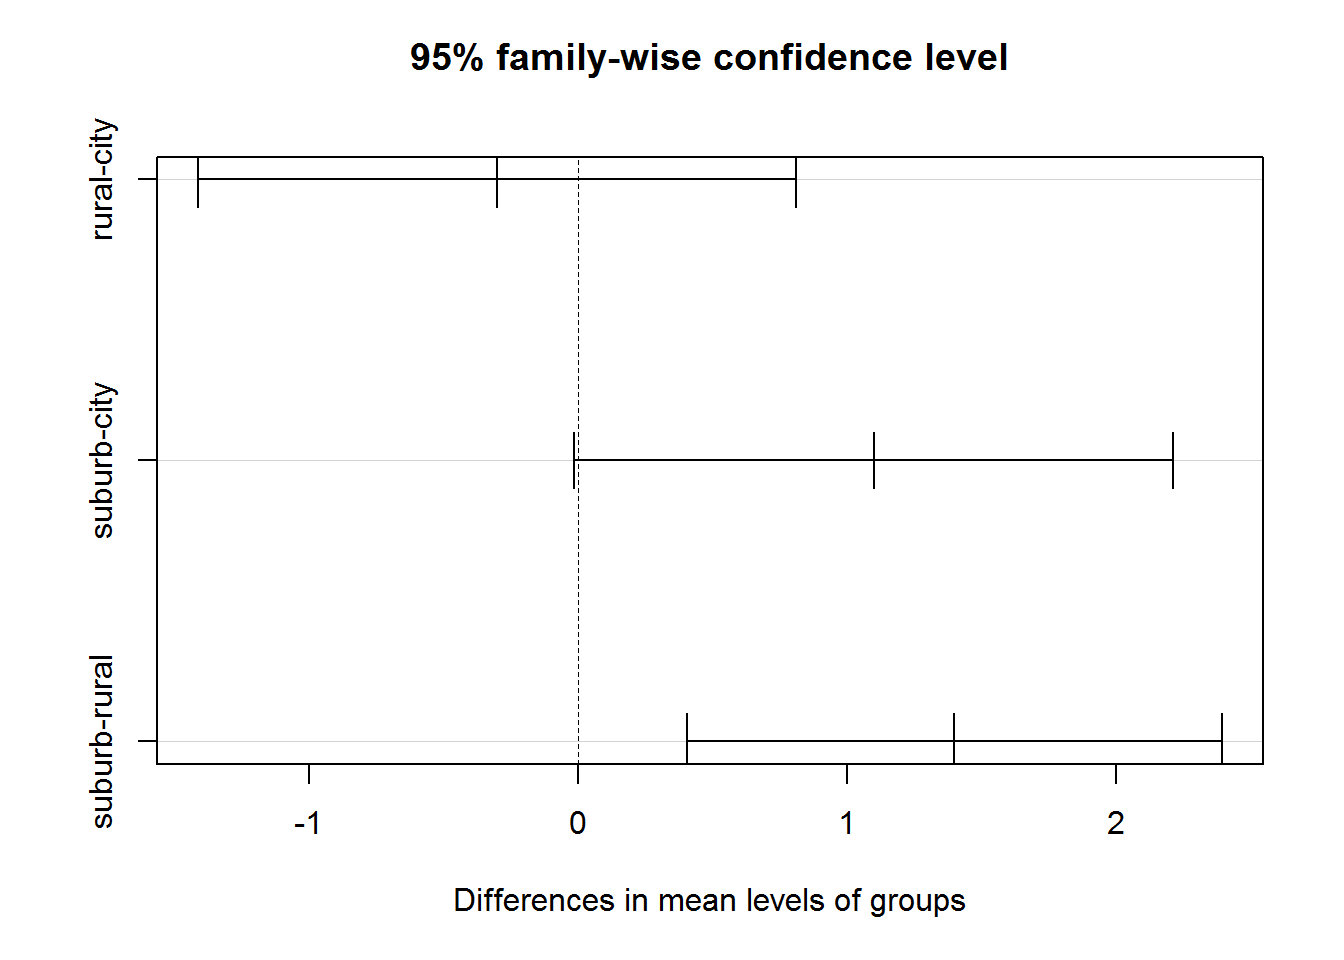 95% family-wise confidence level
rural-city
suburb-city
suburb-rural
-1 0 1 2
Differences in mean levels of groups